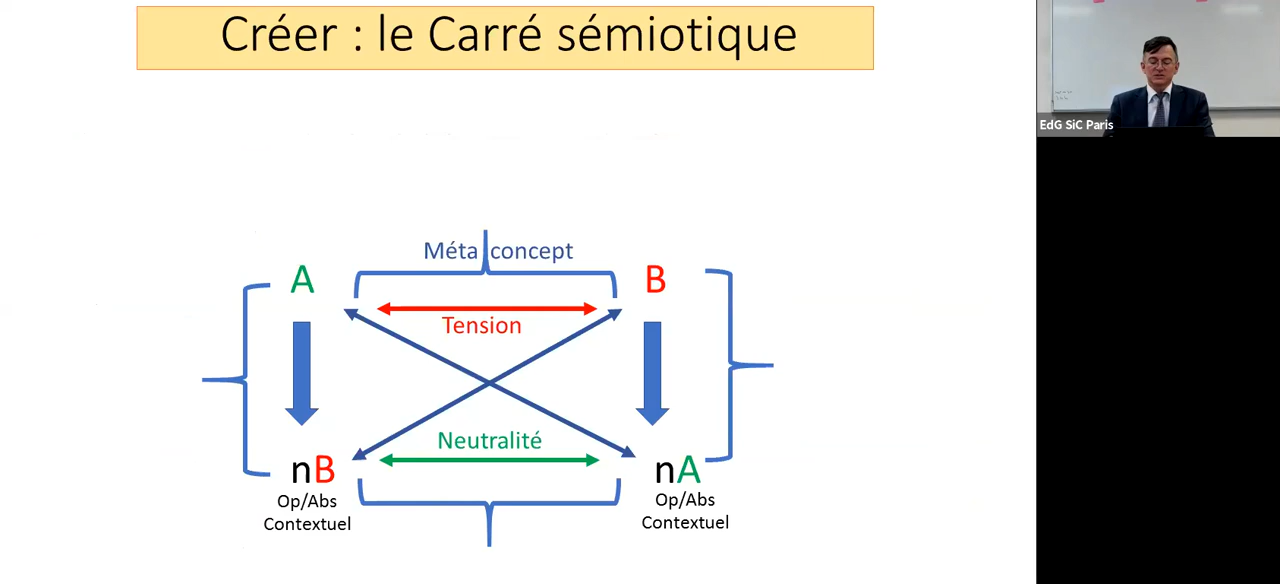 Créer : le Carré sémiotique
EdG SiC Paris
Méta concept
A
B
Tension
Neutralité
nB
nA
Op/Abs
Contextuel
Op/Abs
Contextuel